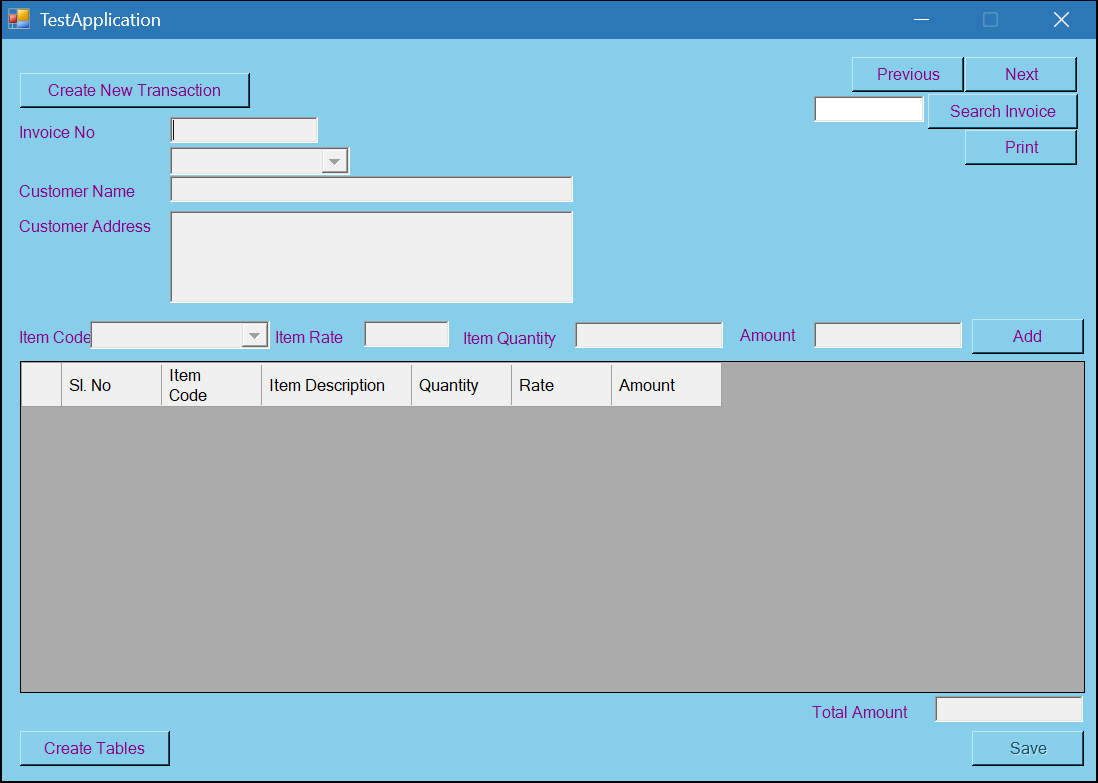 TestApplication
Previous Next
Create New Transaction
Search Invoice
Invoice No
Print
Customer Name
Customer Address
Item Code Item Rate Item Quantity Amount Add
Sl. No Item Description Quantity Rate Amount
Item
Code
Total Amount
Create Tables Save